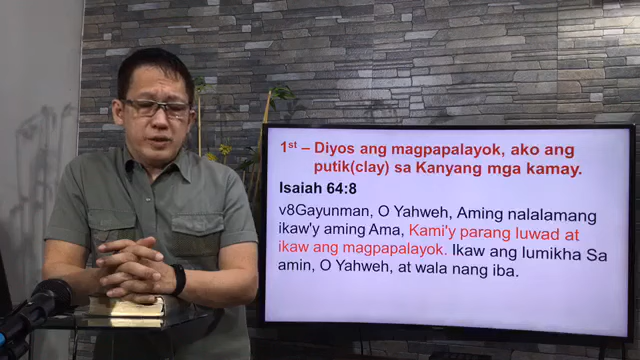 1st – Diyos ang magpapalayok, ako ang
putik(clay) sa Kanyang mga kamay.
Isaiah 64:8
v8Gayunman, O Yahweh, Aming nalalamang
ikaw'y aming Ama, Kami'y parang luwad at
ikaw ang magpapalayok. Ikaw ang lumikha Sa
amin, O Yahweh, at wala nang iba.